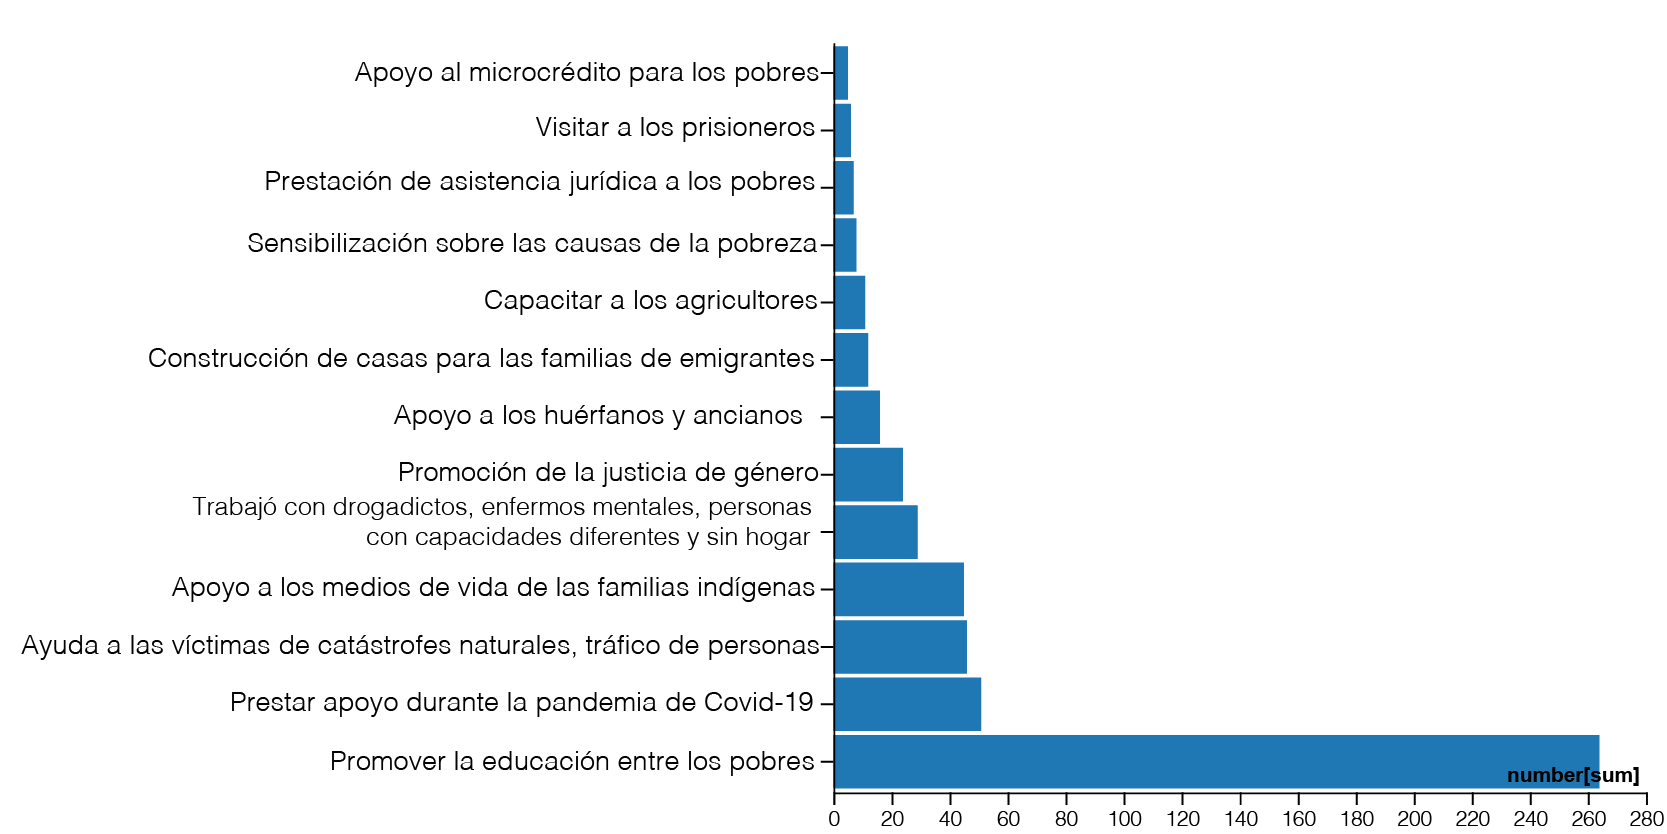 Apoyo al microcrédito para los pobres
Visitar a los prisioneros
Prestación de asistencia jurídica a los pobres
Sensibilización sobre las causas de la pobreza
Capacitar a los agricultores
Construcción de casas para las familias de emigrantes
Apoyo a los huérfanos y ancianos
Promoción de la justicia de género
Trabajó con drogadictos, enfermos mentales, personas
con capacidades diferentes y sin hogar
Apoyo a los medios de vida de las familias indígenas
Ayuda a las víctimas de catástrofes naturales, tráfico de personas
Prestar apoyo durante la pandemia de Covid-19
Promover la educación entre los pobres
number[sum]
0 20 40 60 80 100 120 140 160 180 200 220 240 260 280